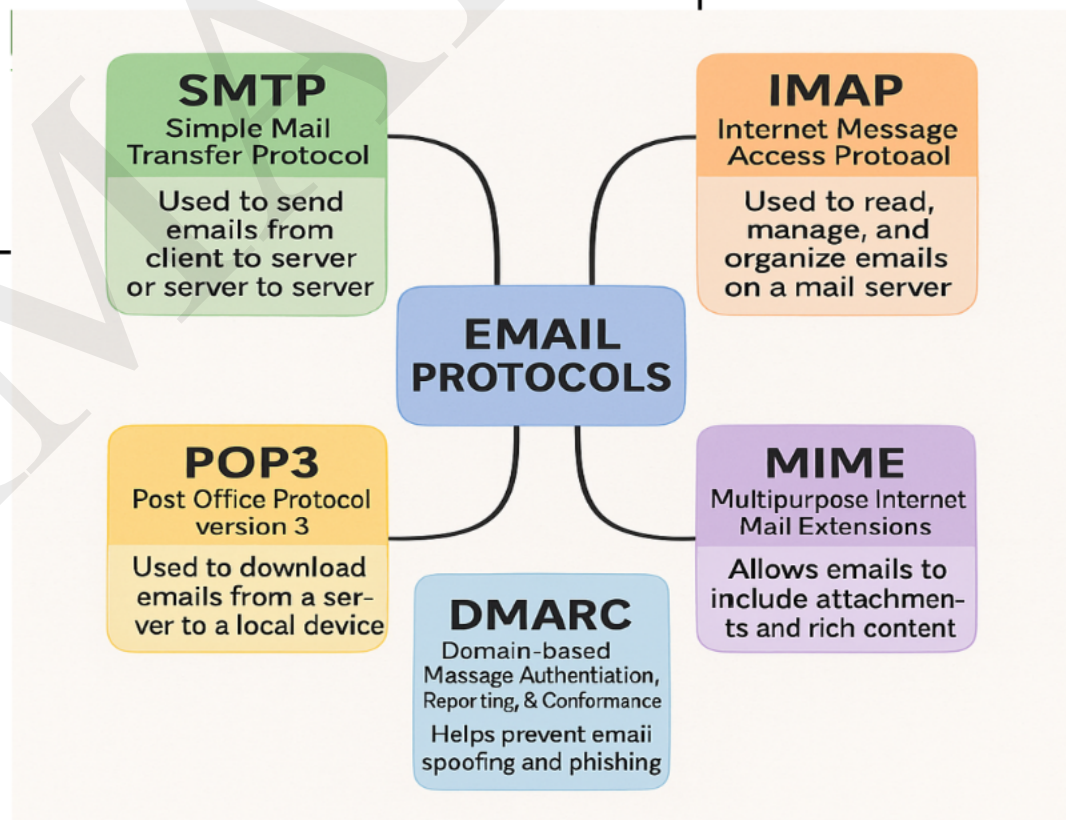 SMTP
Simple Mail
Transfer Protocol
Used to send
emails from
client to server
or server to server
IMAP
Internet Message
Access Protoaol
Used to read,
manage, and
organize emails
on a mail server
EMAIL
PROTOCOLS
POP3
Post Office Protocol
version 3
Used to download
emails from a ser-
ver to a local device
MIME
Multipurpose Internet
Mail Extensions
Allows emails to
include attachmen-
ts and rich content
DMARC
Domain-based
Massage Authentiation,
Reporting, & Conformance
Helps prevent emaii
spoofing and phishing